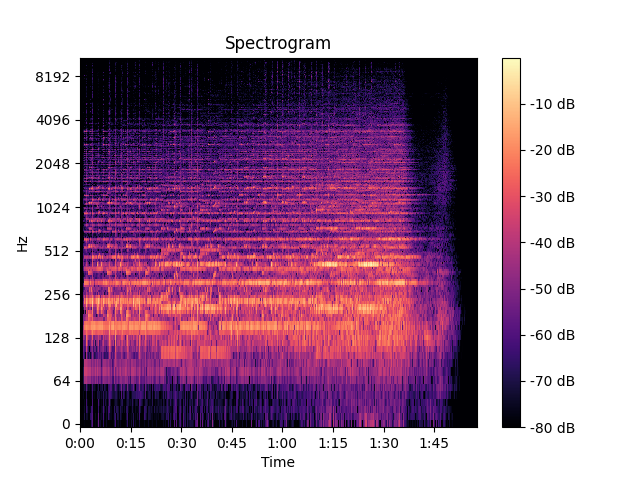 Spectrogram
8192
4096
2048
1024
512
256
128
64
0
Hz
0:00 0:15 0:30 0:45 1:00 1:15 1:30 1:45
Time
-10 dB
-20 dB
-30 dB
-40 dB
-50 dB
-60 dB
-70 dB
-80 dB